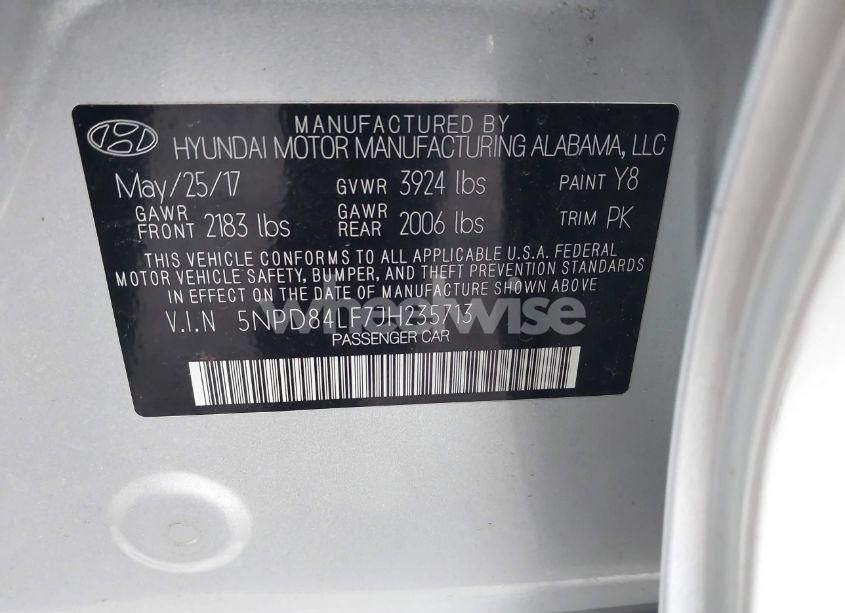 MANUFACTURED BY
HYUNDAI MOTOR MANUFACTURING ALABAMA, LLC
May/25/17 GVWR 3924 lbs PAINT Y8
GAWR FRONT 2183 lbs GAWR REAR 2006 lbs TRIM PK
THIS VEHICLE CONFORMS TO ALL APPLICABLE U.S.A. FEDERAL
MOTOR VEHICLE SAFETY, BUMPER, AND THEFT PREVENTION STANDARDS
IN EFFECT ON THE DATE OF MANUFACTURE SHOWN ABOVE
V.I.N 5NPD84LF7JH235713
PASSENGER CAR
wheelwise